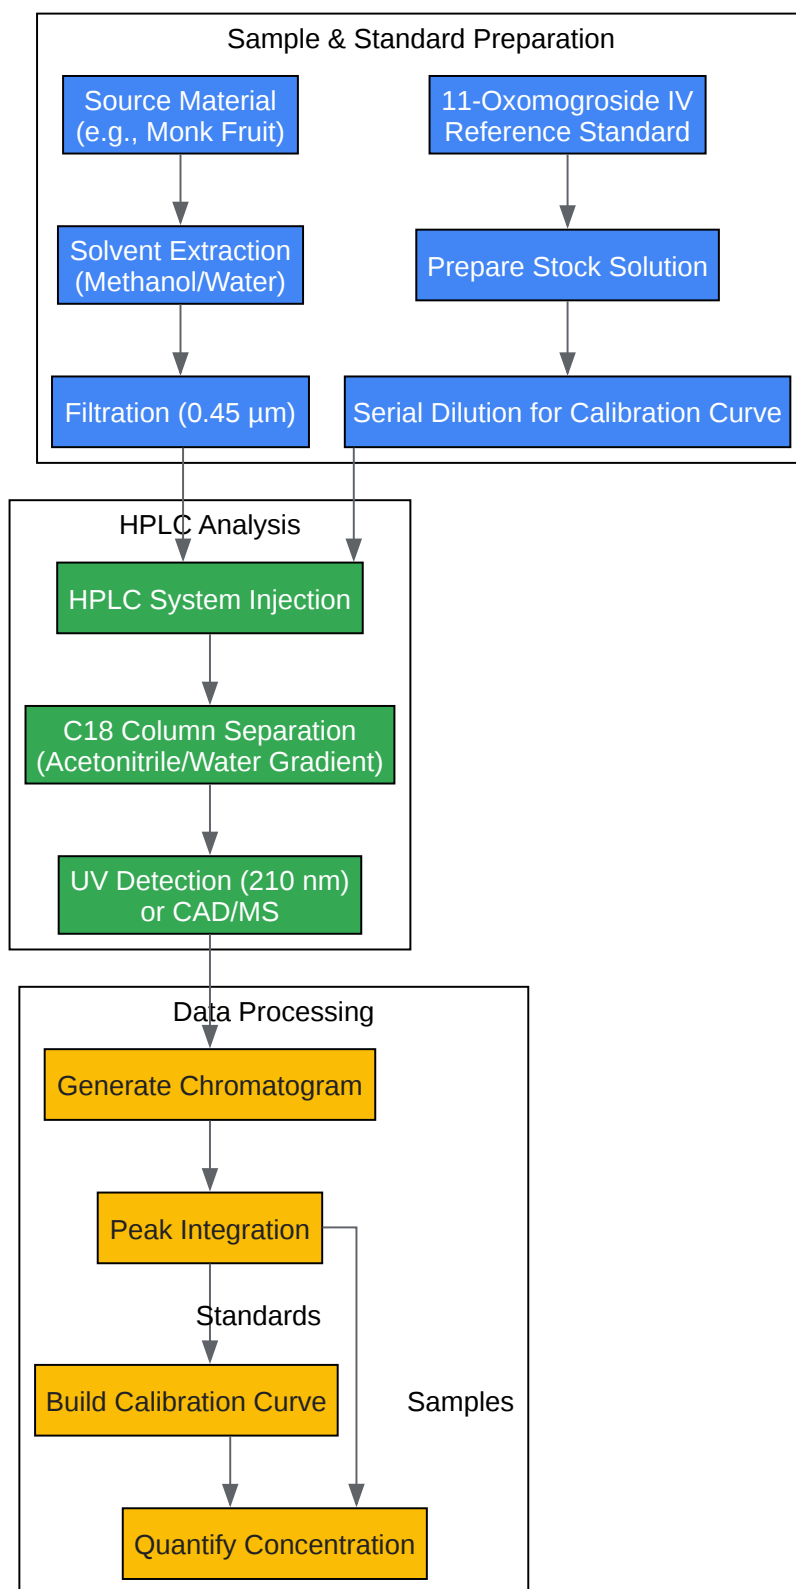 Sample & Standard Preparation
Source Material
(e.g., Monk Fruit)
11-Oxomogroside IV
Reference Standard
Solvent Extraction
(Methanol/Water)
Prepare Stock Solution
Filtration (0.45 µm)
Serial Dilution for Calibration Curve
HPLC Analysis
HPLC System Injection
C18 Column Separation
(Acetonitrile/Water Gradient)
UV Detection (210 nm)
or CAD/MS
Data Processing
Generate Chromatogram
Peak Integration
Standards
Build Calibration Curve
Samples
Quantify Concentration